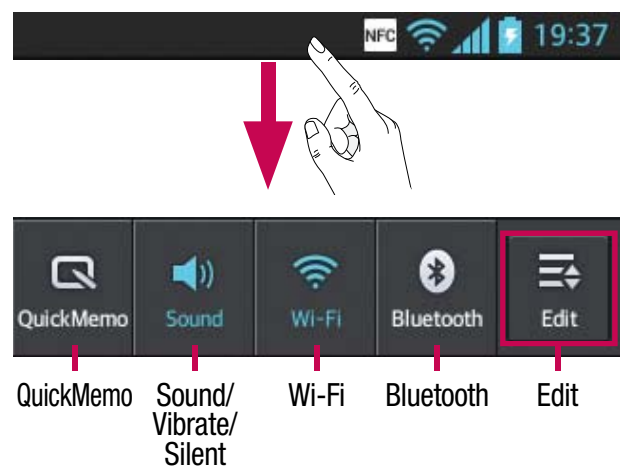 NFC 19:37
QuickMemo Sound Wi-Fi Bluetooth Edit
QuickMemo Sound/ Wi-Fi Bluetooth Edit
Vibrate/
Silent